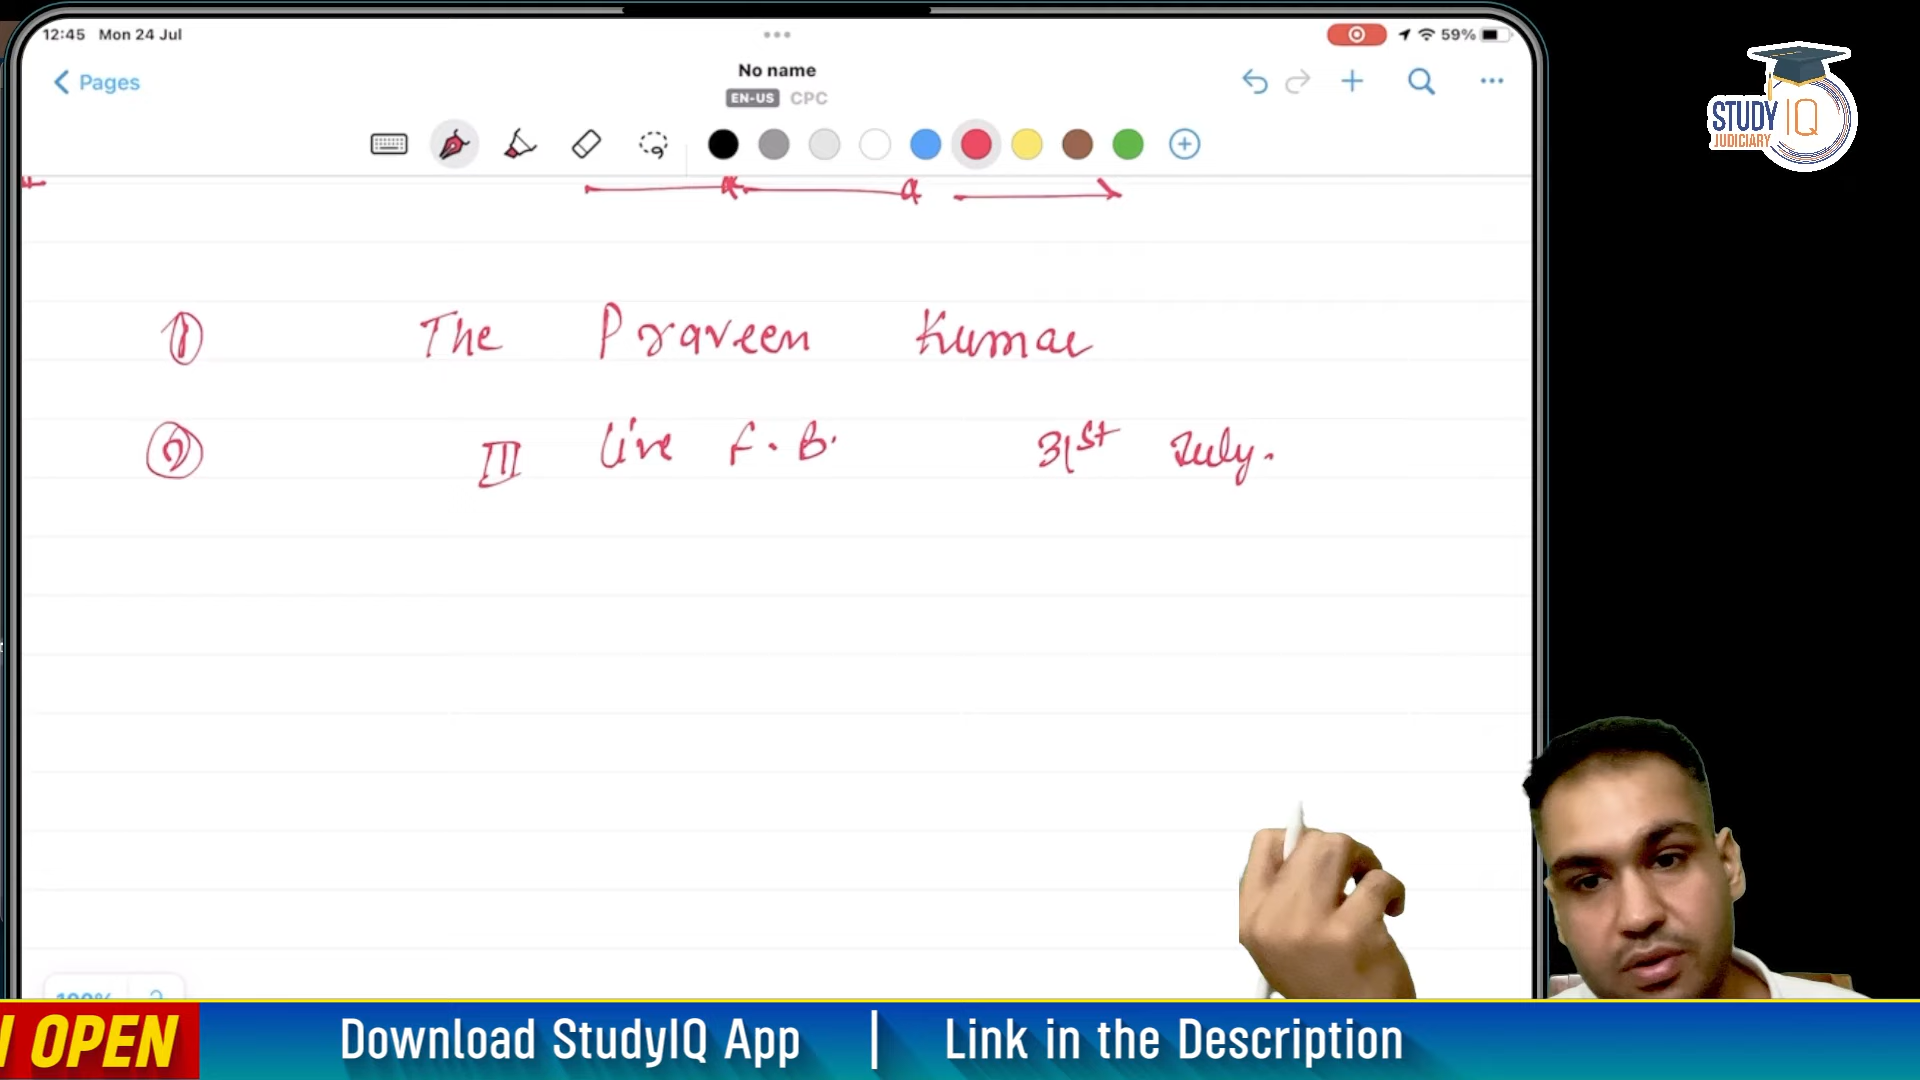 12:45 Mon 24 Jul
59%
Pages
No name
EN-US CPC
STUDY IQ
JUDICIARY
① The Praveen Kumar
② III live F.B. 31st July.
100%
OPEN
Download StudyIQ App | Link in the Description